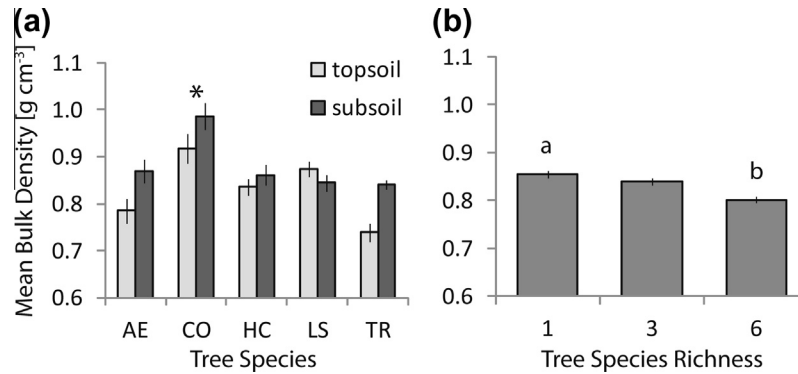 (a)
Mean Bulk Density [g cm⁻³]
1.1
1.0
0.9
0.8
0.7
0.6
*
topsoil
subsoil
AE CO HC LS TR
Tree Species
(b)
1.1
1.0
0.9
0.8
0.7
0.6
a
b
1 3 6
Tree Species Richness